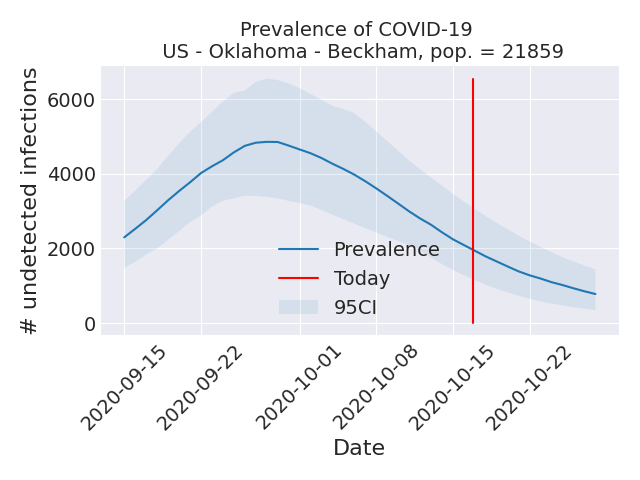 Prevalence of COVID-19
US - Oklahoma - Beckham, pop. = 21859
# undetected infections
6000
4000
2000
0
Prevalence
Today
95CI
2020-09-15
2020-09-22
2020-10-01
2020-10-08
2020-10-15
2020-10-22
Date